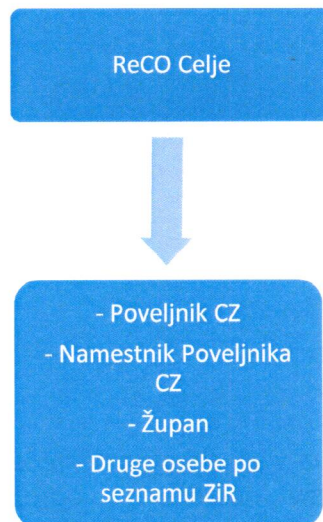 ReCO Celje
- Poveljnik CZ
- Namestnik Poveljnika
CZ
- Župan
- Druge osebe po
seznamu ZiR